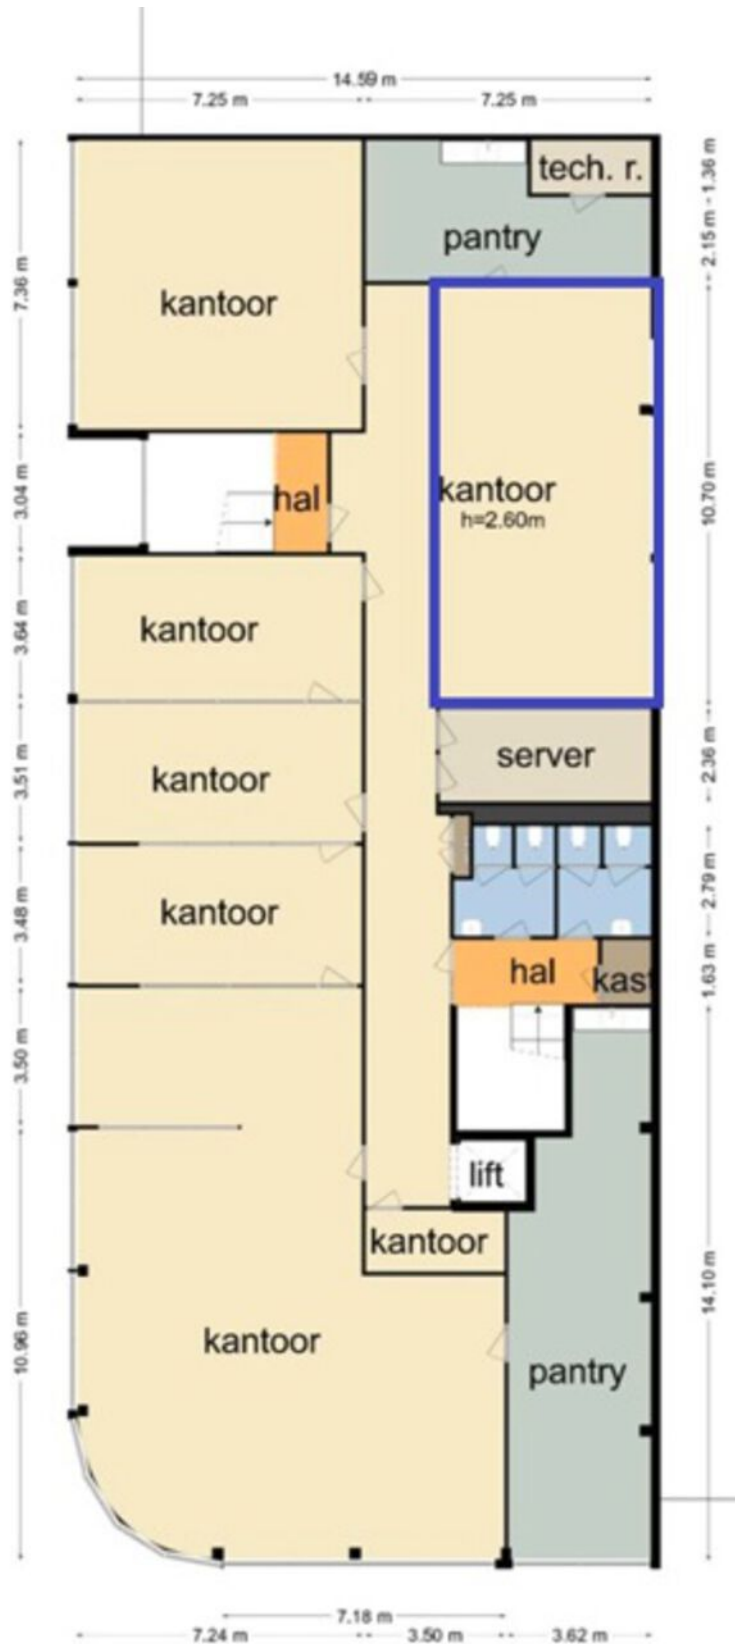 14.59 m
7.25 m
7.25 m
tech. r.
1.36 m
pantry
2.15 m
kantoor
7.36 m
kantoor
h=2.60m
10.70 m
hal
3.04 m
kantoor
3.64 m
server
2.36 m
kantoor
3.51 m
kantoor
3.48 m
2.79 m
hal
kast
1.63 m
3.50 m
lift
kantoor
kantoor
10.96 m
pantry
14.10 m
7.18 m
7.24 m
3.50 m
3.62 m